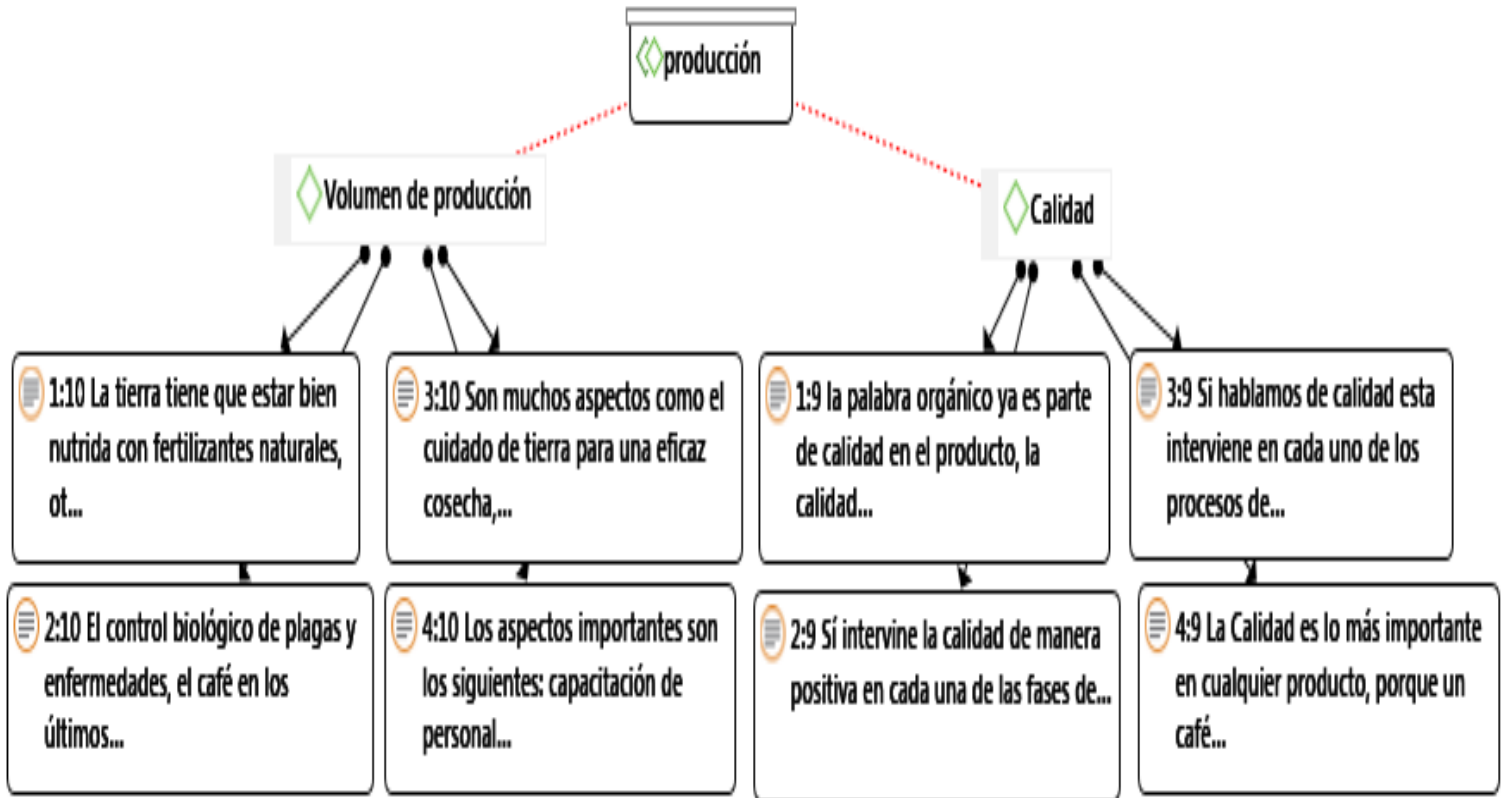 producción
Volumen de producción
Calidad
1:10 La tierra tiene que estar bien
nutrida con fertilizantes naturales,
ot...
3:10 Son muchos aspectos como el
cuidado de tierra para una eficaz
cosecha,...
1:9 la palabra orgánico ya es parte
de calidad en el producto, la
calidad...
3:9 Si hablamos de calidad esta
interviene en cada uno de los
procesos de...
2:10 El control biológico de plagas y
enfermedades, el café en los
últimos...
4:10 Los aspectos importantes son
los siguientes: capacitación de
personal...
2:9 Sí intervine la calidad de manera
positiva en cada una de las fases de...
4:9 La Calidad es lo más importante
en cualquier producto, porque un
café...